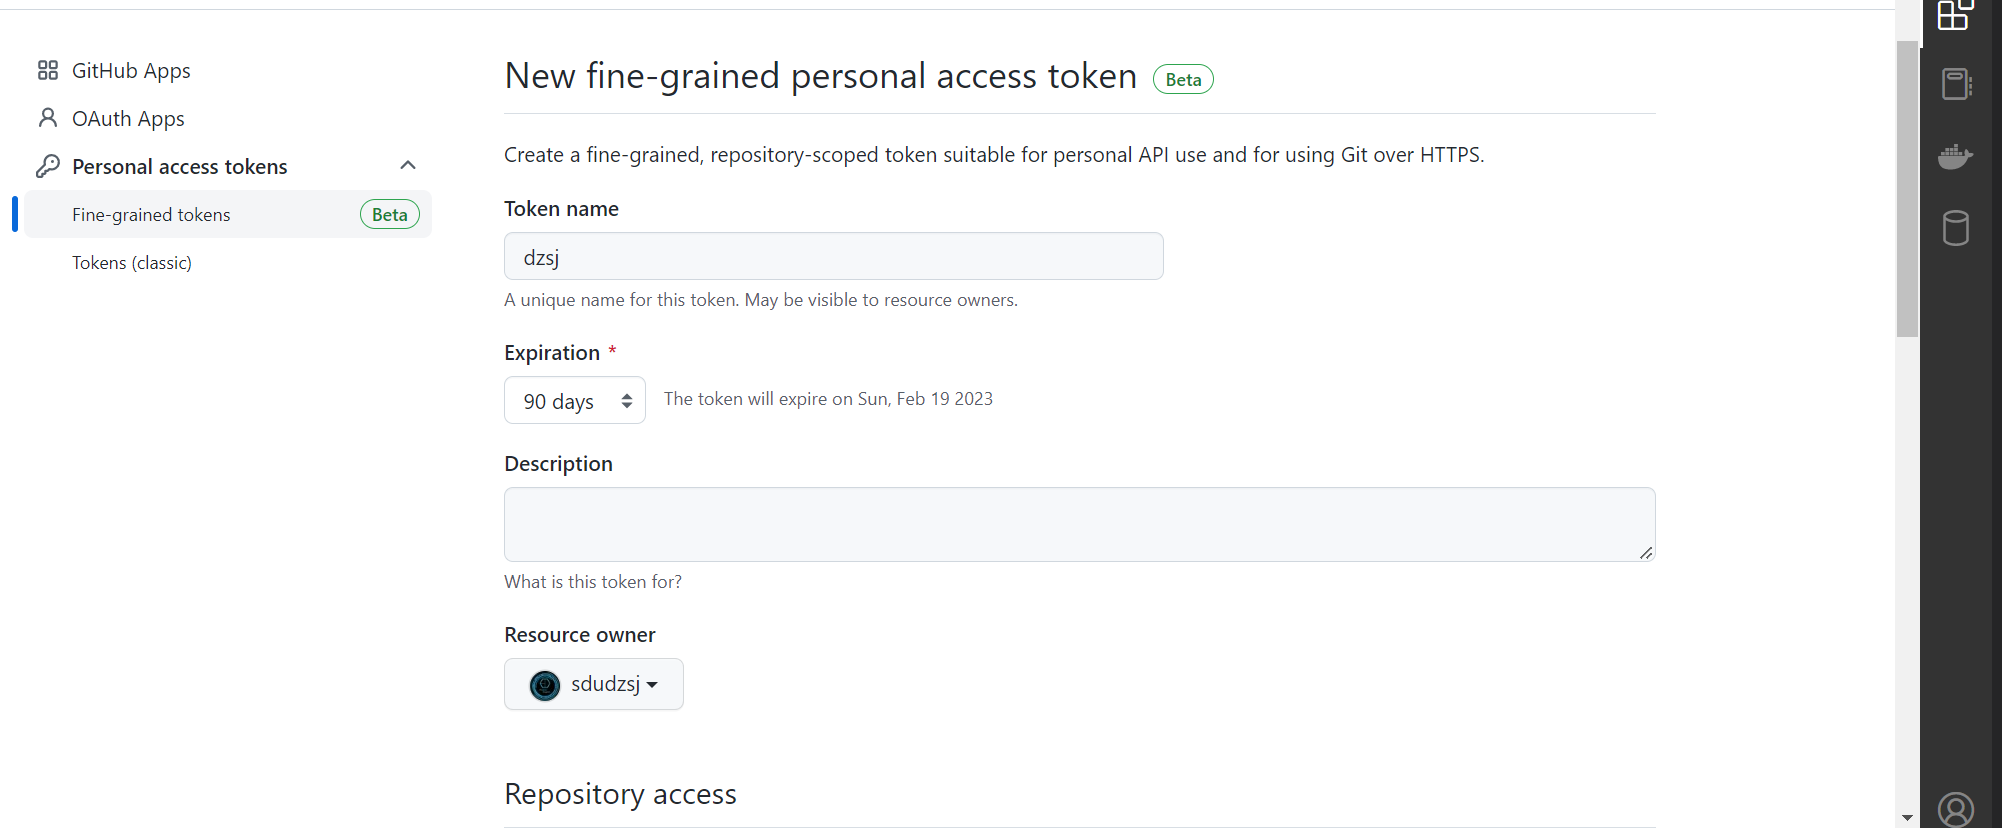 GitHub Apps
OAuth Apps
Personal access tokens
Fine-grained tokens Beta
Tokens (classic)
New fine-grained personal access token Beta
Create a fine-grained, repository-scoped token suitable for personal API use and for using Git over HTTPS.
Token name
dzsj
A unique name for this token. May be visible to resource owners.
Expiration *
90 days The token will expire on Sun, Feb 19 2023
Description
What is this token for?
Resource owner
sdudzsj
Repository access